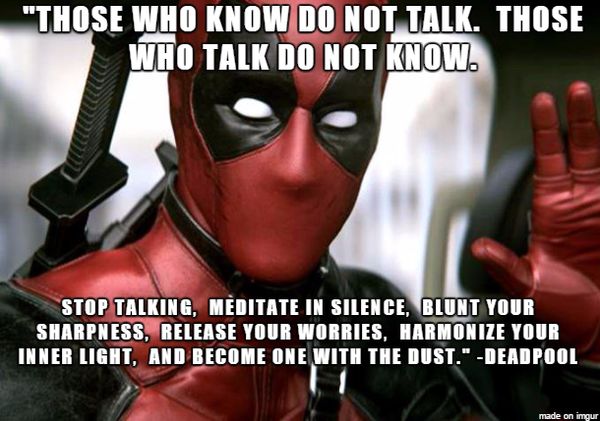 "THOSE WHO KNOW DO NOT TALK. THOSE
WHO TALK DO NOT KNOW.
STOP TALKING, MEDITATE IN SILENCE, BLUNT YOUR
SHARPNESS, RELEASE YOUR WORRIES, HARMONIZE YOUR
INNER LIGHT, AND BECOME ONE WITH THE DUST." -DEADPOOL
made on imgur